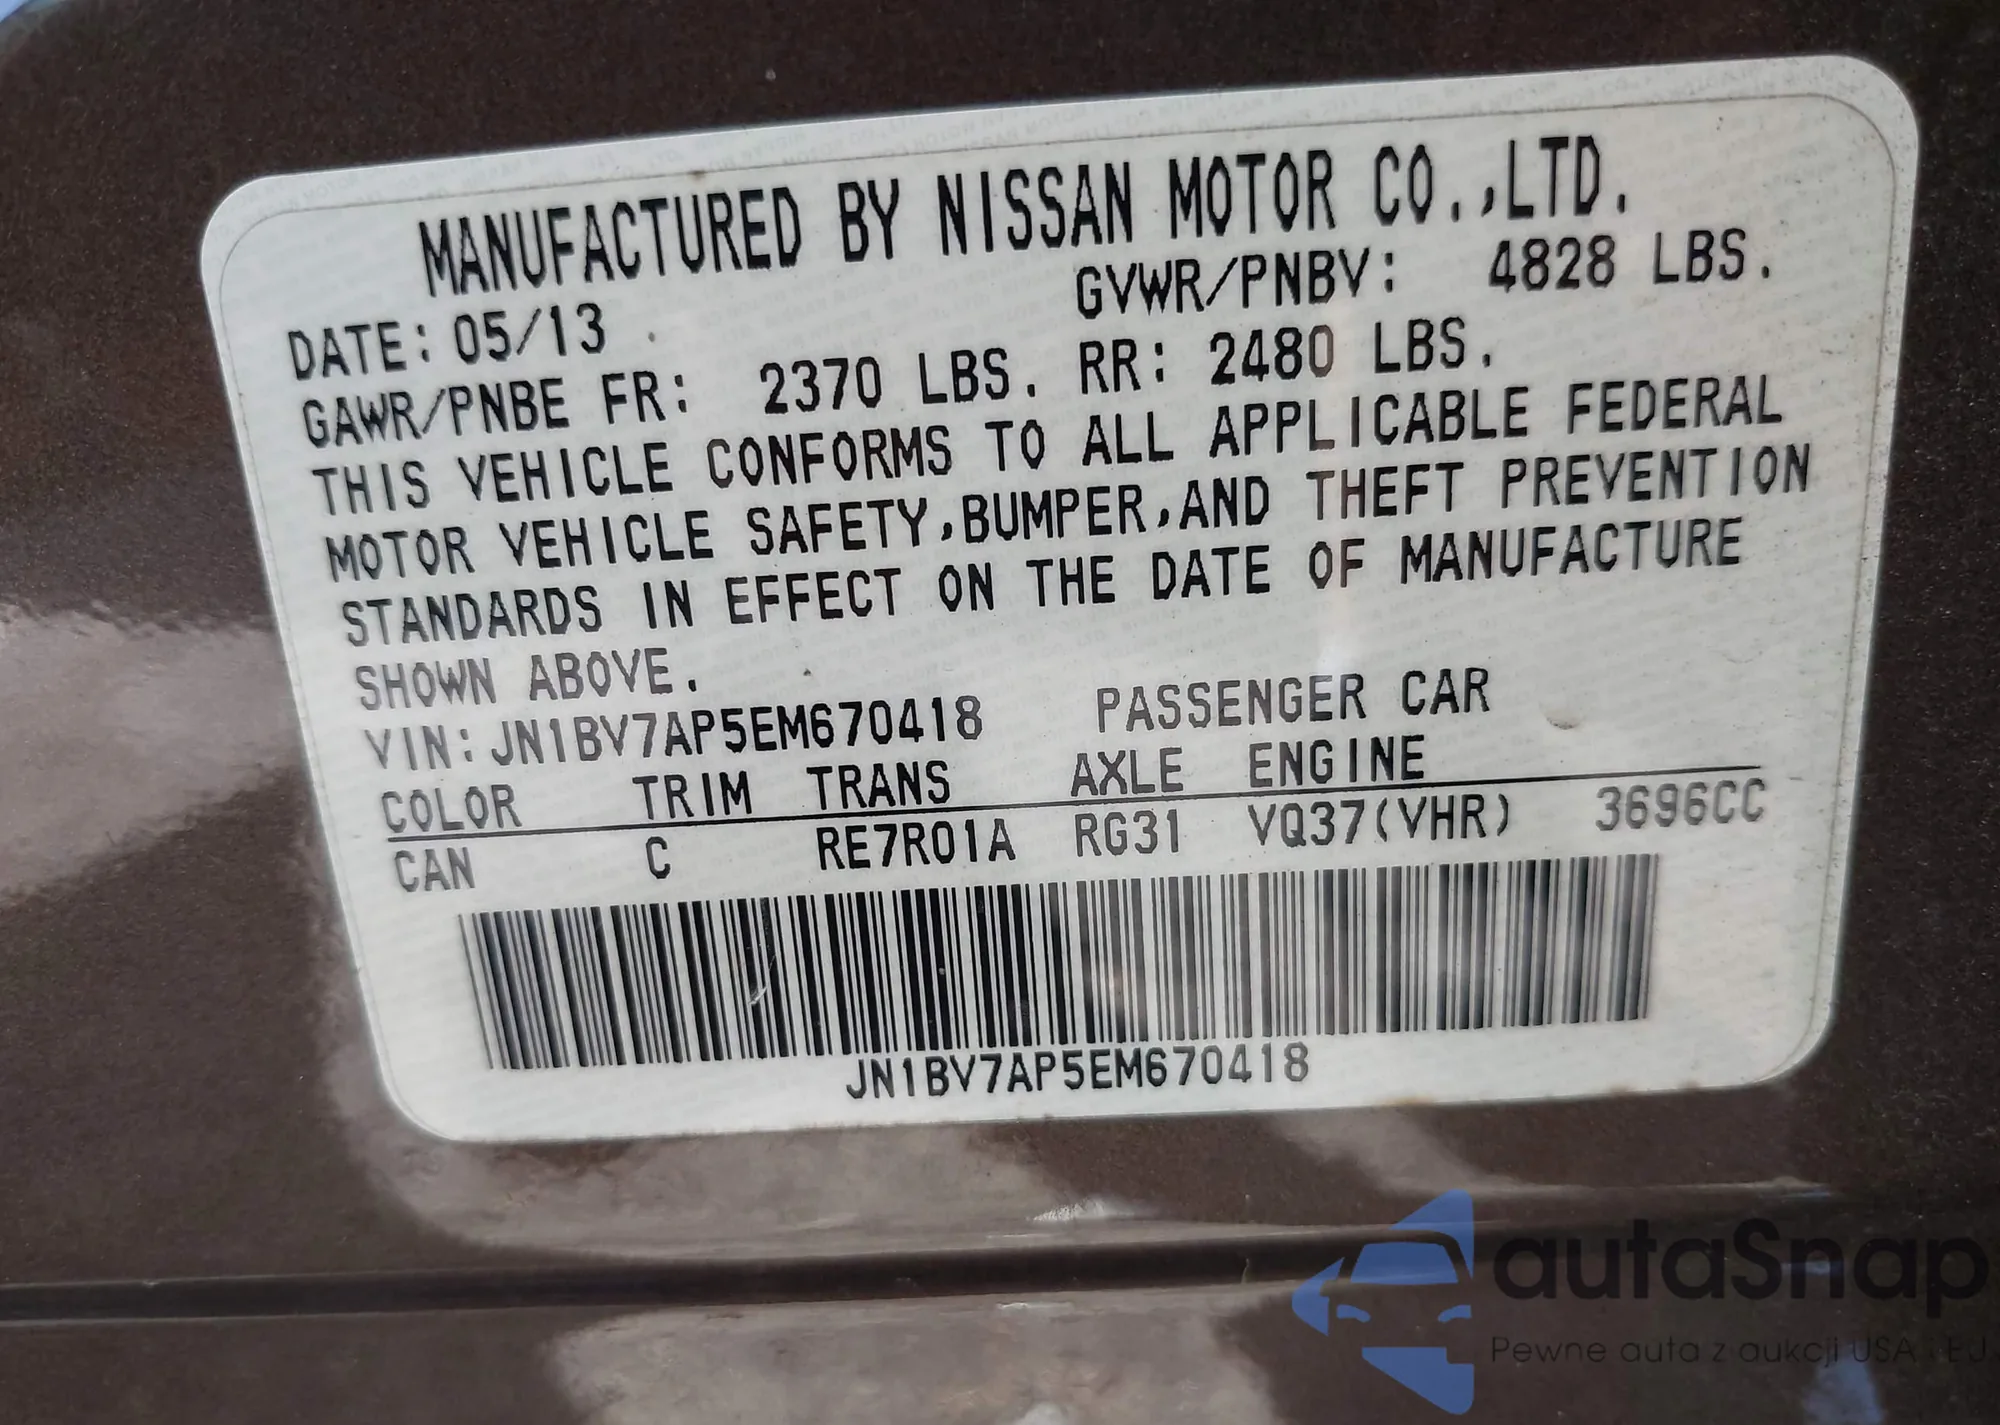 MANUFACTURED BY NISSAN MOTOR CO.,LTD.
DATE: 05/13 GVWR/PNBV: 4828 LBS.
GAWR/PNBE FR: 2370 LBS. RR: 2480 LBS.
THIS VEHICLE CONFORMS TO ALL APPLICABLE FEDERAL
MOTOR VEHICLE SAFETY,BUMPER,AND THEFT PREVENTION
STANDARDS IN EFFECT ON THE DATE OF MANUFACTURE
SHOWN ABOVE.
VIN: JN1BV7AP5EM670418 PASSENGER CAR
COLOR TRIM TRANS AXLE ENGINE
CAN C RE7R01A RG31 VQ37(VHR) 3696CC
JN1BV7AP5EM670418
autaSnap
Pewne auta z aukcji USA i EU